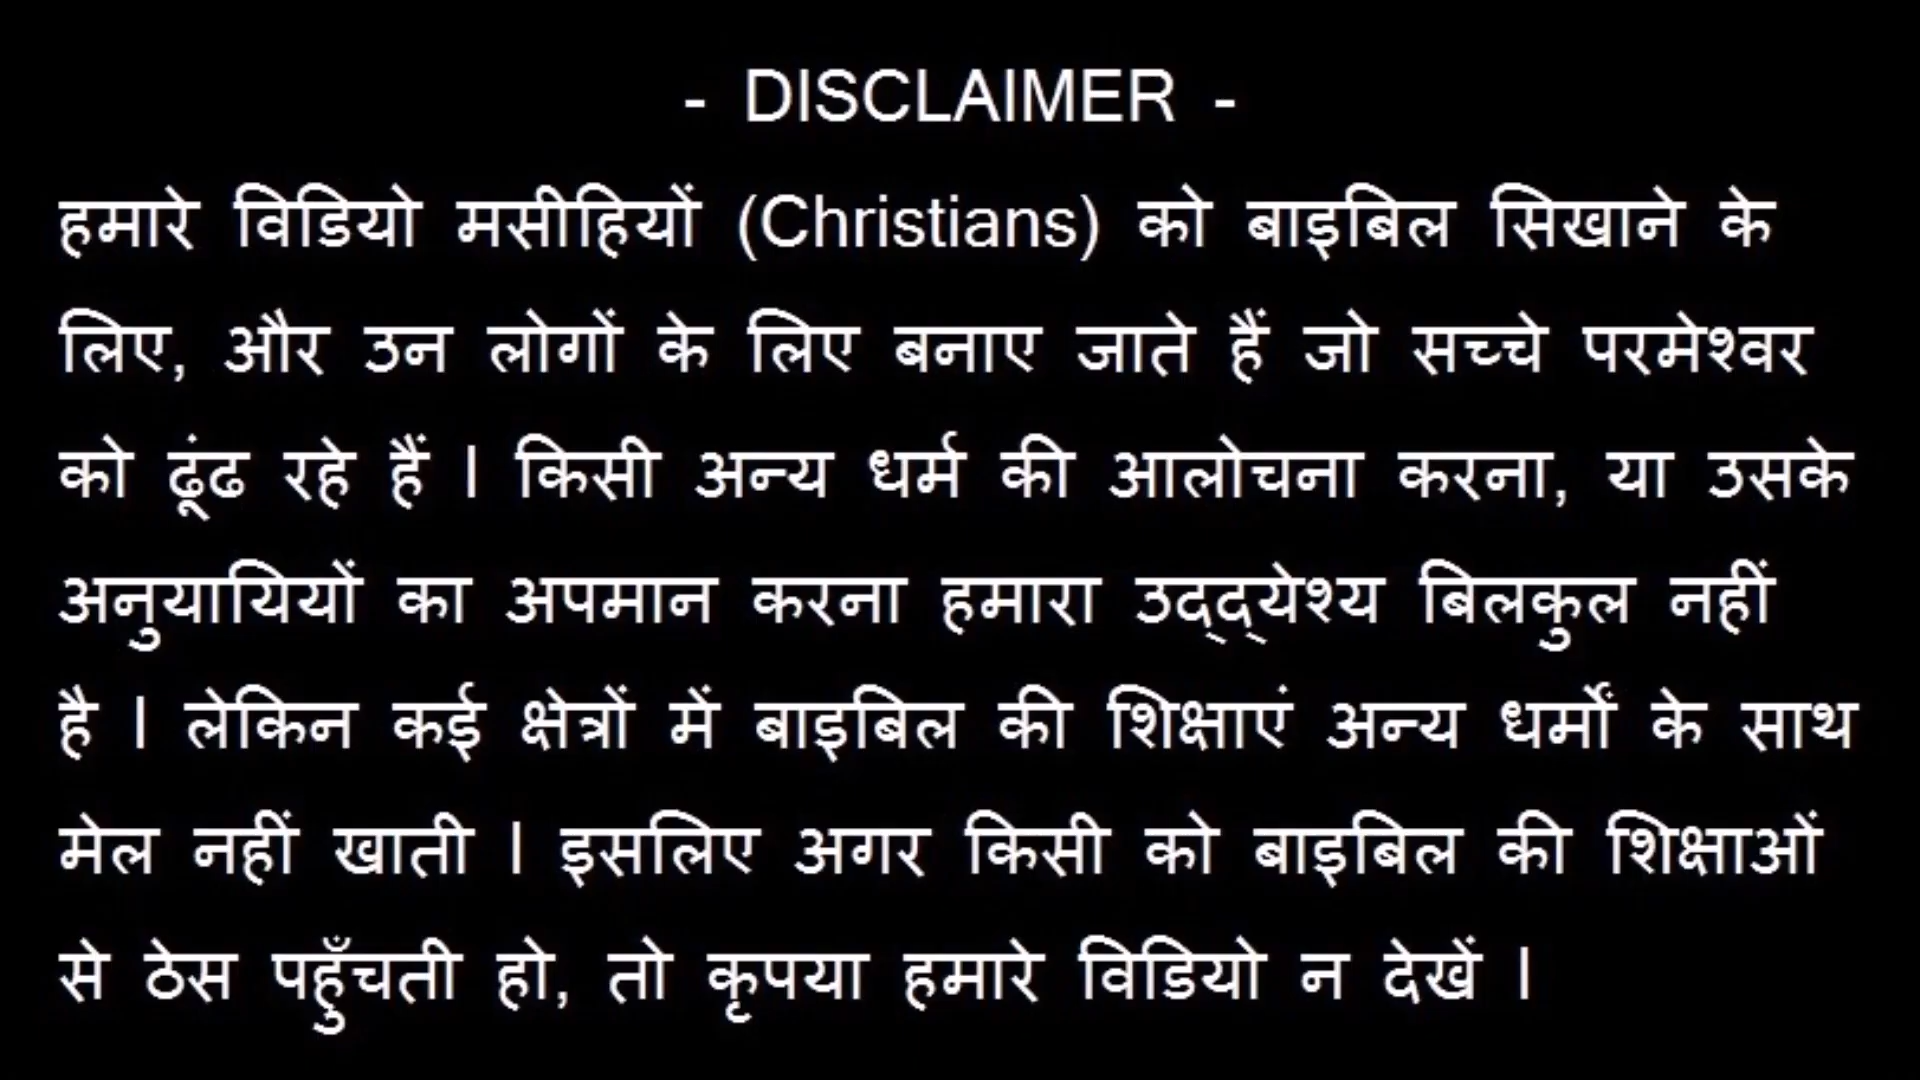 - DISCLAIMER -
हमारे विडियो मसीहियों (Christians) को बाइबिल सिखाने के
लिए, और उन लोगों के लिए बनाए जाते हैं जो सच्चे परमेश्वर
को ढूंढ रहे हैं । किसी अन्य धर्म की आलोचना करना, या उसके
अनुयायियों का अपमान करना हमारा उद्द्येश्य बिलकुल नहीं
है । लेकिन कई क्षेत्रों में बाइबिल की शिक्षाएं अन्य धर्मों के साथ
मेल नहीं खाती । इसलिए अगर किसी को बाइबिल की शिक्षाओं
से ठेस पहुँचती हो, तो कृपया हमारे विडियो न देखें ।